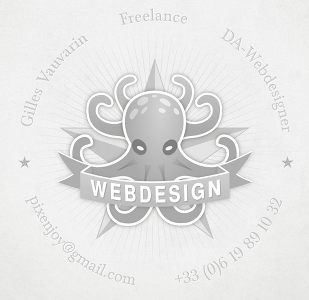 Gilles Vauvarin
Freelance
DA-Webdesigner
WEBDESIGN
pixenjoy@gmail.com
+33 (0)6 19 89 10 32